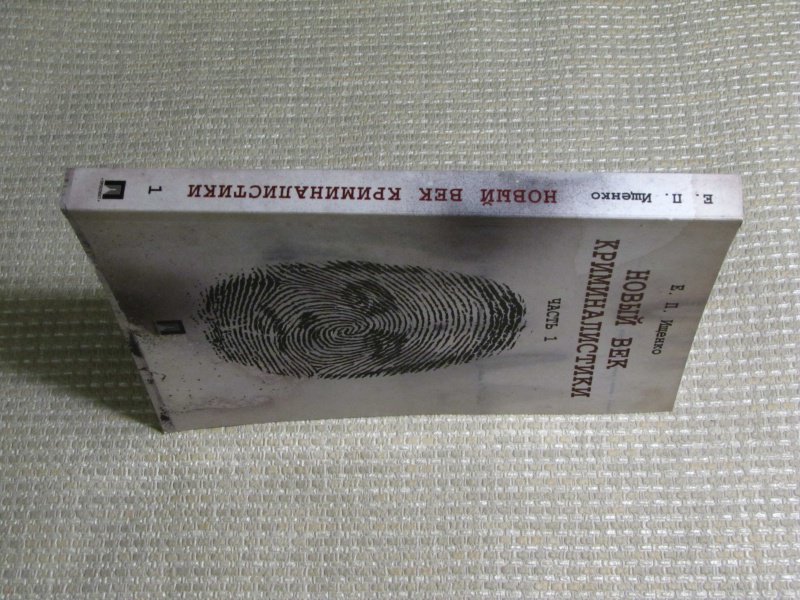 Е. П. Ищенко НОВЫЙ ВЕК КРИМИНАЛИСТИКИ 1
Е. П. Ищенко
НОВЫЙ ВЕК
КРИМИНАЛИСТИКИ
ЧАСТЬ 1